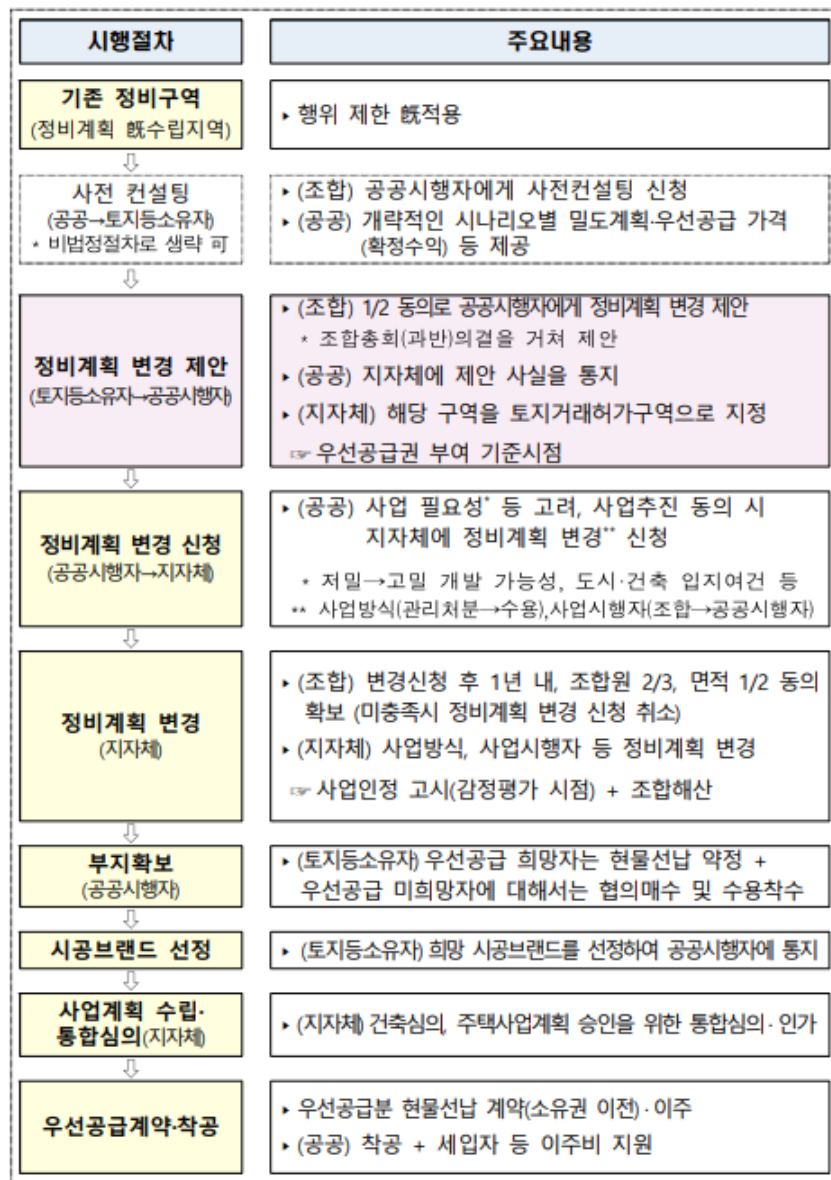 시행절차
주요내용
기존 정비구역
(정비계획 旣수립지역)
▸ 행위 제한 旣적용
사전 컨설팅
(공공→토지등소유자)
* 비법정절차로 생략 可
▸ (조합) 공공시행자에게 사전컨설팅 신청
▸ (공공) 개략적인 시나리오별 밀도계획·우선공급 가격
(확정수익) 등 제공
정비계획 변경 제안
(토지등소유자→공공시행자)
▸ (조합) 1/2 동의로 공공시행자에게 정비계획 변경 제안
* 조합총회(과반)의결을 거쳐 제안
▸ (공공) 지자체에 제안 사실을 통지
▸ (지자체) 해당 구역을 토지거래허가구역으로 지정
☞ 우선공급권 부여 기준시점
정비계획 변경 신청
(공공시행자→지자체)
▸ (공공) 사업 필요성* 등 고려, 사업추진 동의 시
지자체에 정비계획 변경** 신청
* 저밀→고밀 개발 가능성, 도시·건축 입지여건 등
** 사업방식(관리처분→수용),사업시행자(조합→공공시행자)
정비계획 변경
(지자체)
▸ (조합) 변경신청 후 1년 내, 조합원 2/3, 면적 1/2 동의
확보 (미충족시 정비계획 변경 신청 취소)
▸ (지자체) 사업방식, 사업시행자 등 정비계획 변경
☞ 사업인정 고시(감정평가 시점) + 조합해산
부지확보
(공공시행자)
▸ (토지등소유자) 우선공급 희망자는 현물선납 약정 +
우선공급 미희망자에 대해서는 협의매수 및 수용착수
시공브랜드 선정
▸ (토지등소유자) 희망 시공브랜드를 선정하여 공공시행자에 통지
사업계획 수립·
통합심의(지자체)
▸ (지자체) 건축심의, 주택사업계획 승인을 위한 통합심의·인가
우선공급계약·착공
▸ 우선공급분 현물선납 계약(소유권 이전)·이주
▸ (공공) 착공 + 세입자 등 이주비 지원